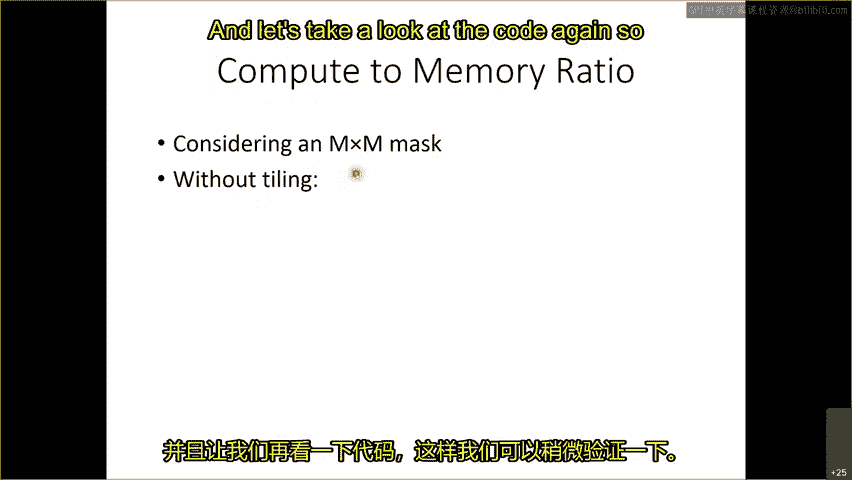 And let's take a look at the code again so
Compute to Memory Ratio
• Considering an M×M mask
• Without tiling:
并且让我们再看一下代码，这样我们可以稍微验证一下。
+25